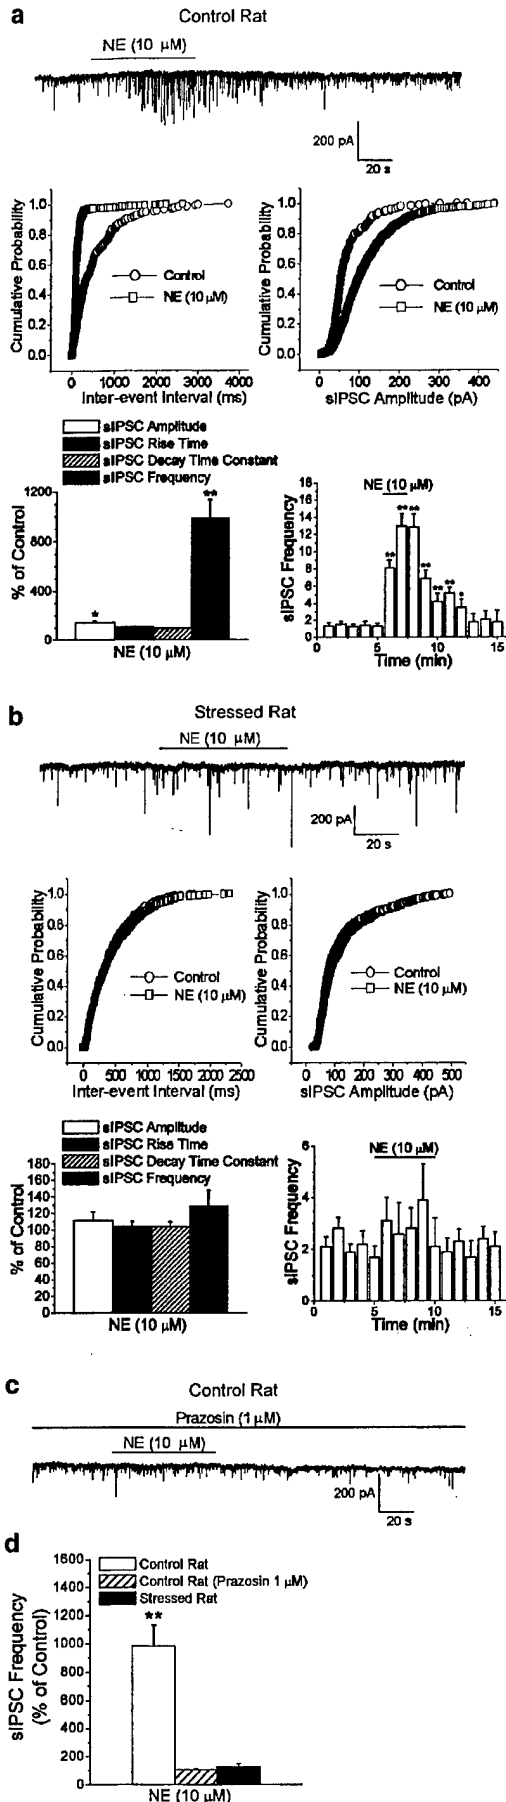 a
Control Rat
NE (10 μM)
200 pA
20 s
Cumulative Probability
1.0
0.8
0.6
0.4
0.2
0.0
Control
NE (10 μM)
0 1000 2000 3000 4000
Inter-event Interval (ms)
Cumulative Probability
1.0
0.8
0.6
0.4
0.2
0.0
Control
NE (10 μM)
0 100 200 300 400
sIPSC Amplitude (pA)
sIPSC Amplitude
sIPSC Rise Time
sIPSC Decay Time Constant
sIPSC Frequency
% of Control
1200
800
400
0
*
**
NE (10 μM)
sIPSC Frequency
18
16
14
12
10
8
6
4
2
0
NE (10 μM)
** ** ** ** ** ** *
0 5 10 15
Time (min)
b
Stressed Rat
NE (10 μM)
200 pA
20 s
Cumulative Probability
1.0
0.8
0.6
0.4
0.2
0.0
Control
NE (10 μM)
0 500 1000 1500 2000 2500
Inter-event Interval (ms)
Cumulative Probability
1.0
0.8
0.6
0.4
0.2
0.0
Control
NE (10 μM)
0 100 200 300 400 500
sIPSC Amplitude (pA)
sIPSC Amplitude
sIPSC Rise Time
sIPSC Decay Time Constant
sIPSC Frequency
% of Control
180
160
140
120
100
80
60
40
20
0
NE (10 μM)
sIPSC Frequency
6
4
2
0
NE (10 μM)
0 5 10 15
Time (min)
c
Control Rat
Prazosin (1 μM)
NE (10 μM)
200 pA
20 s
d
sIPSC Frequency
(% of Control)
1600
1400
1200
1000
800
600
400
200
0
Control Rat
Control Rat (Prazosin 1 μM)
Stressed Rat
**
NE (10 μM)